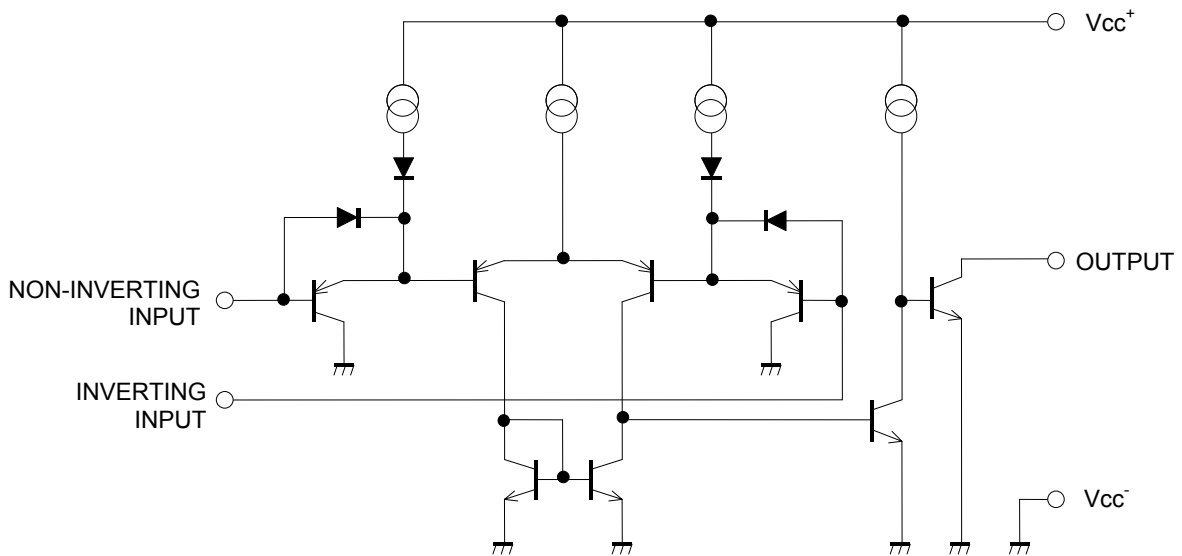 Vcc+
NON-INVERTING
INPUT
OUTPUT
INVERTING
INPUT
Vcc-